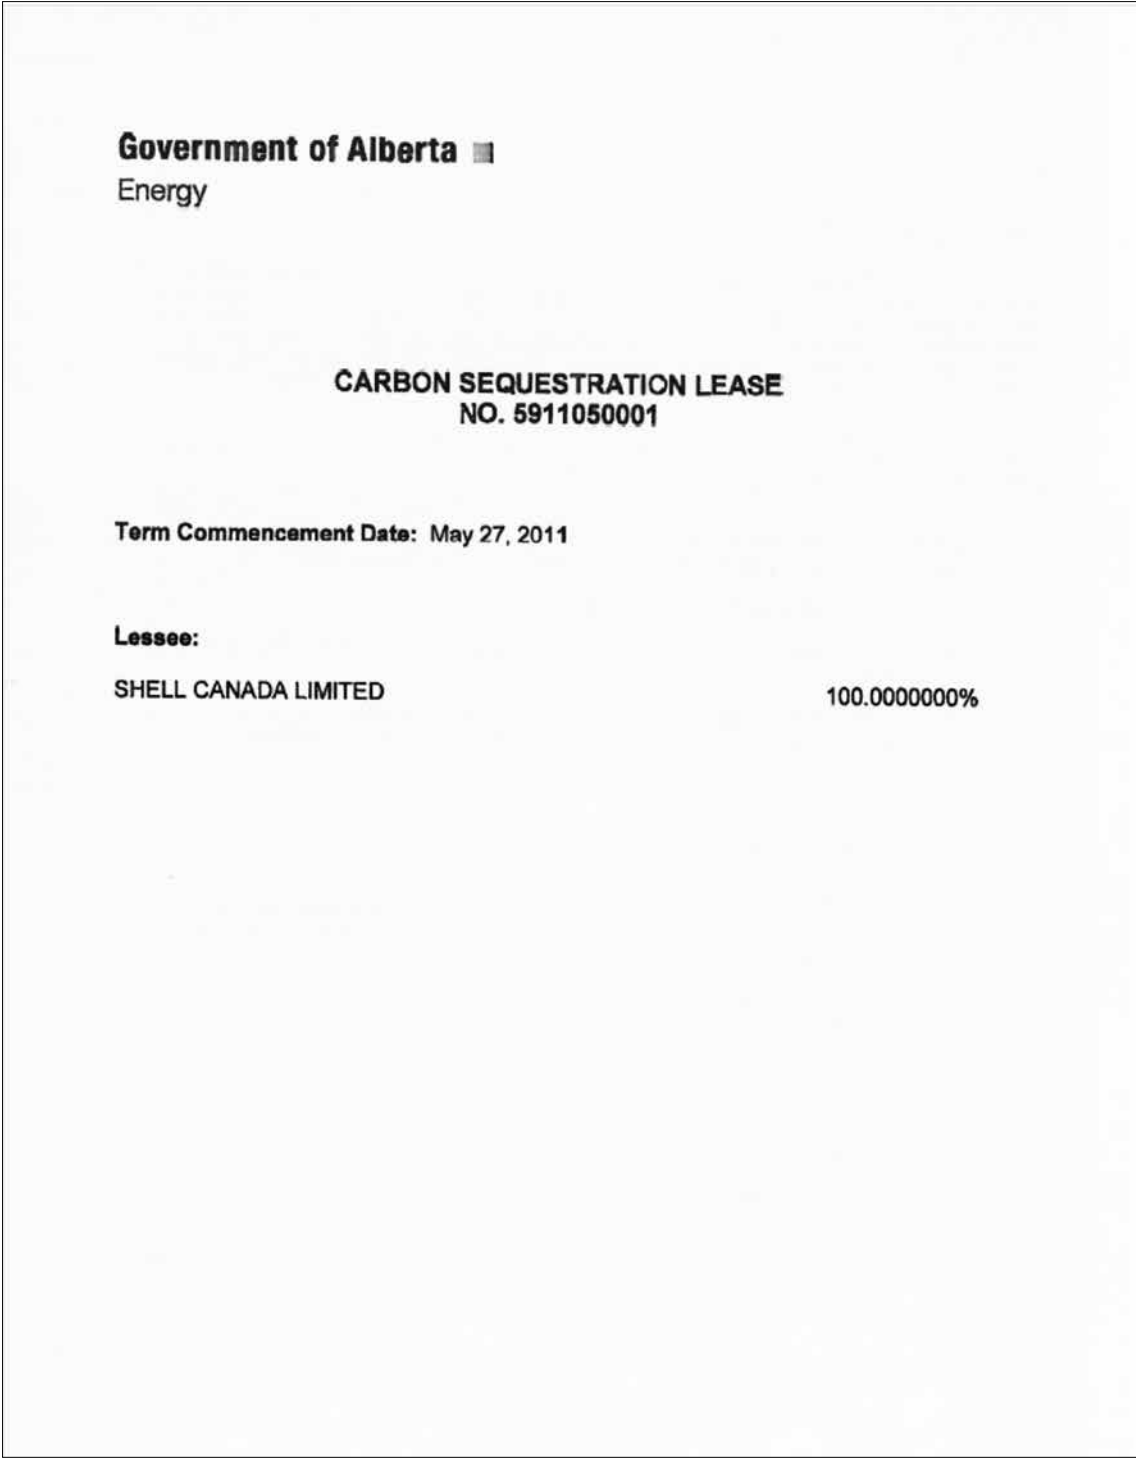 Government of Alberta
Energy
CARBON SEQUESTRATION LEASE
NO. 5911050001
Term Commencement Date: May 27, 2011
Lessee:
SHELL CANADA LIMITED 100.0000000%